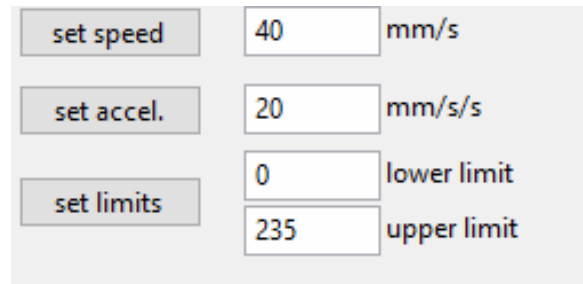 set speed 40 mm/s
set accel. 20 mm/s/s
0 lower limit
set limits
235 upper limit